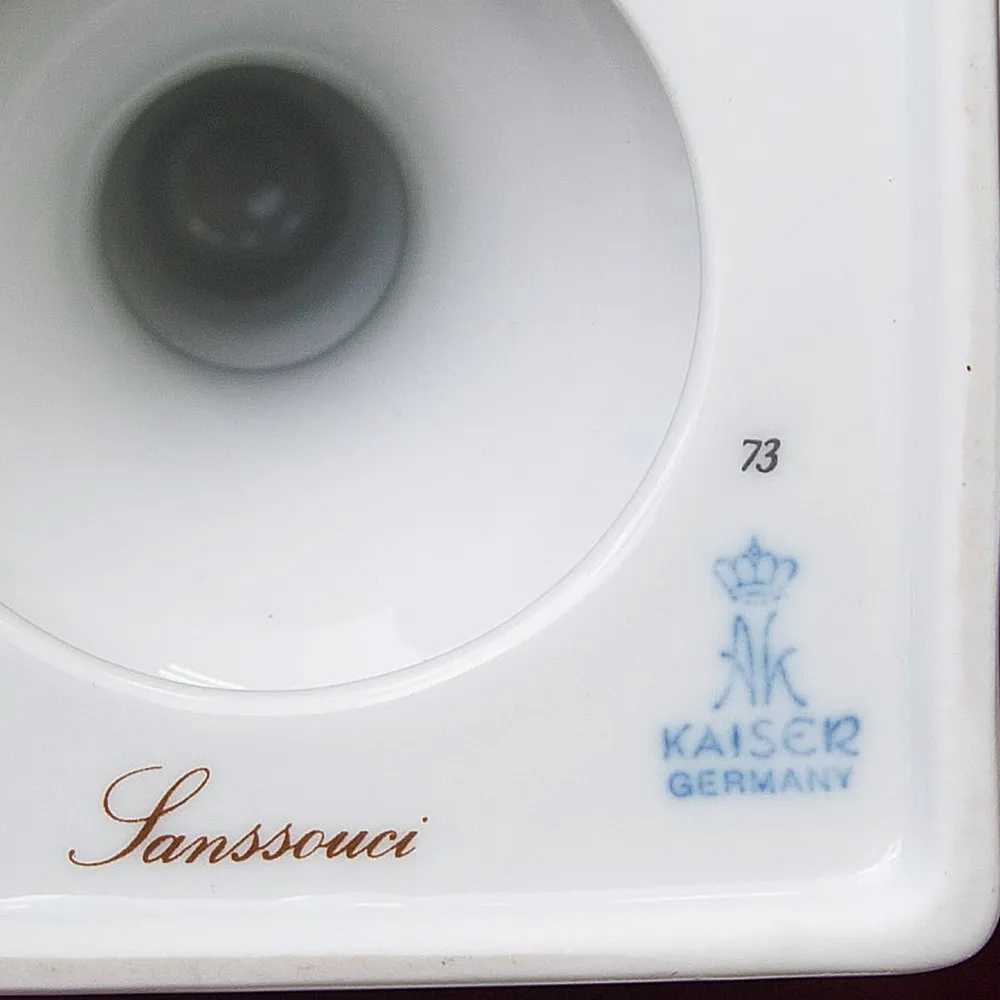 73
AK
KAISER
GERMANY
Sanssouci